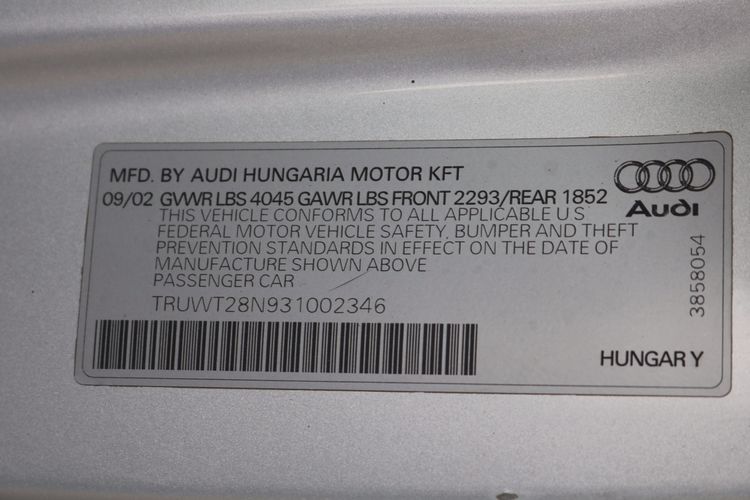 MFD. BY AUDI HUNGARIA MOTOR KFT
09/02 GVWR LBS 4045 GAWR LBS FRONT 2293/REAR 1852
THIS VEHICLE CONFORMS TO ALL APPLICABLE U.S.
FEDERAL MOTOR VEHICLE SAFETY, BUMPER AND THEFT
PREVENTION STANDARDS IN EFFECT ON THE DATE OF
MANUFACTURE SHOWN ABOVE
PASSENGER CAR
TRUWT28N931002346
Audi
3858054
HUNGARY